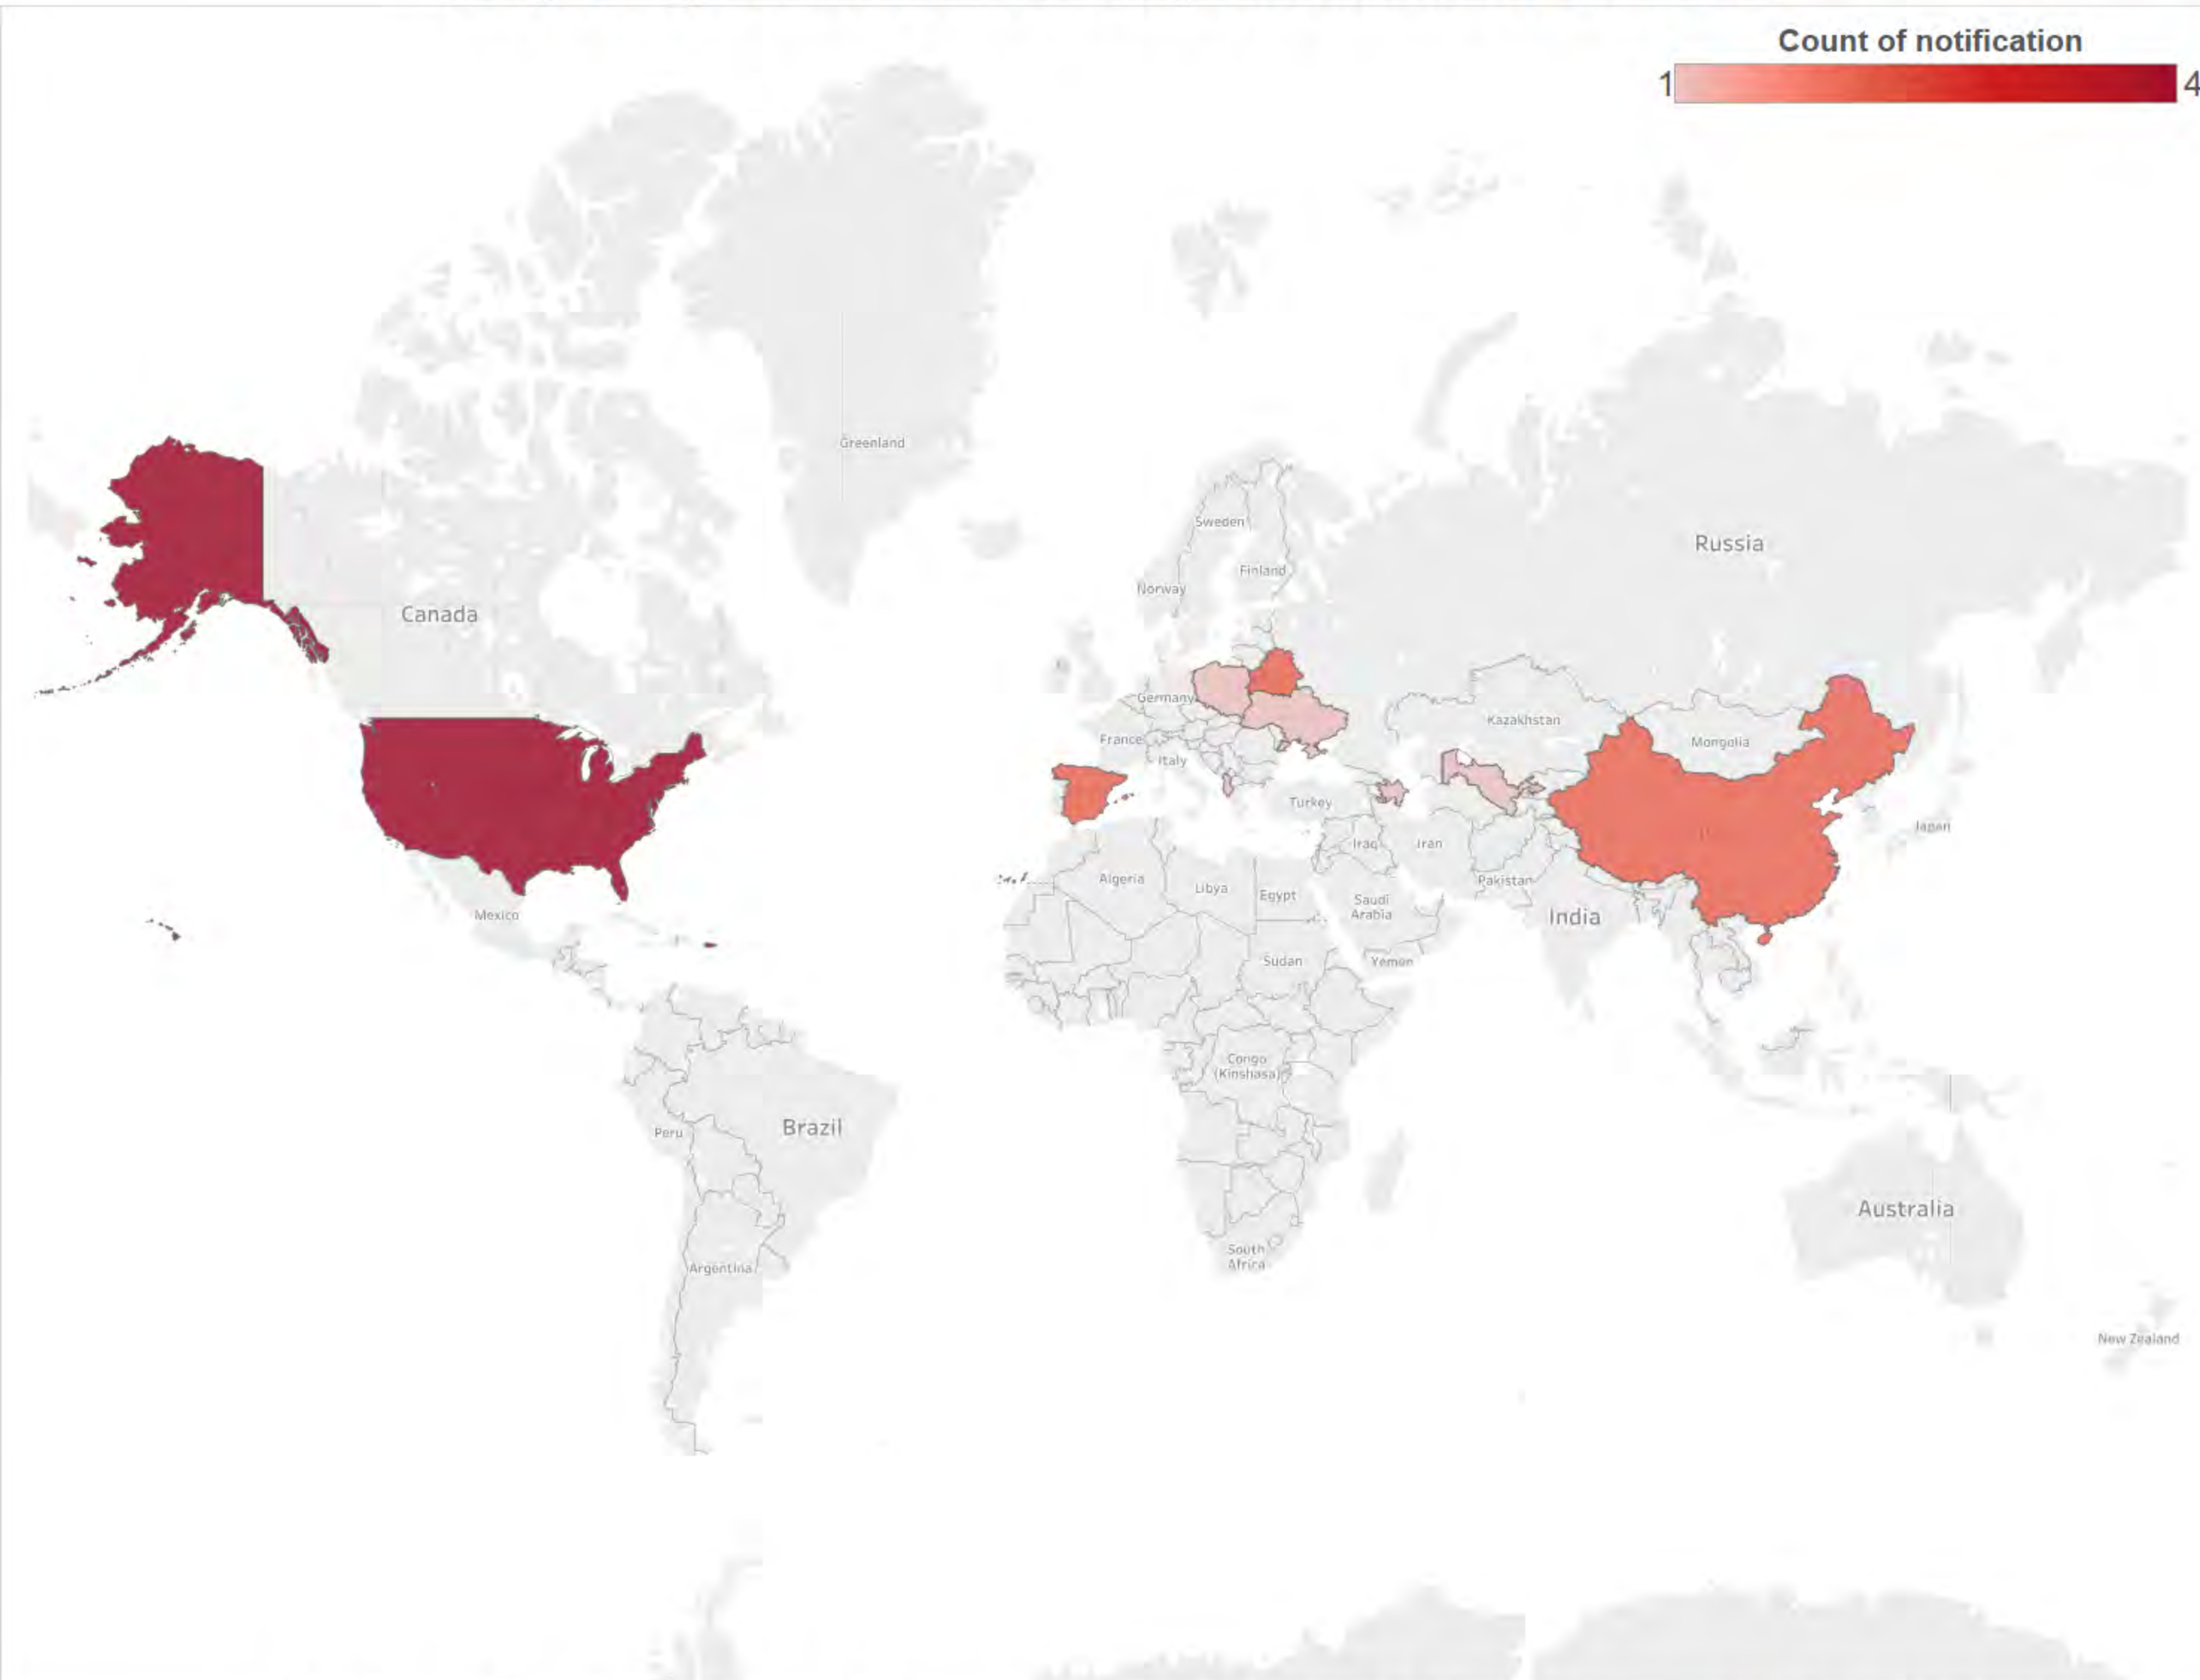 Count of notification
1
4
Greenland
Sweden
Russia
Finland
Norway
Canada
Germany
Kazakhstan
France
Mongolia
Italy
Turkey
Japan
Iraq
Iran
Algeria
Libya
Egypt
Pakistan
Saudi
Arabia
India
Mexico
Sudan
Yemen
Congo
(Kinshasa)
Peru
Brazil
Australia
South
Africa
Argentina
New Zealand